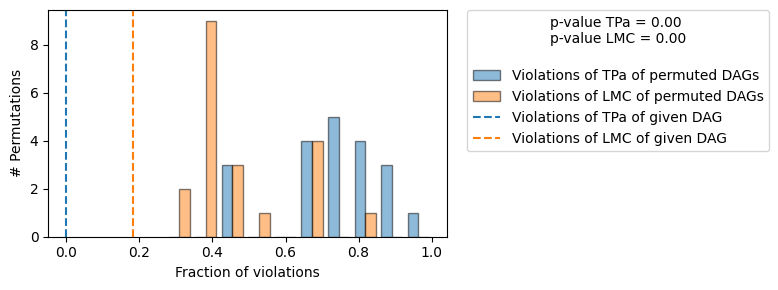 8
6
4
2
0
# Permutations
0.0 0.2 0.4 0.6 0.8 1.0
Fraction of violations
p-value TPa = 0.00
p-value LMC = 0.00
Violations of TPa of permuted DAGs
Violations of LMC of permuted DAGs
Violations of TPa of given DAG
Violations of LMC of given DAG